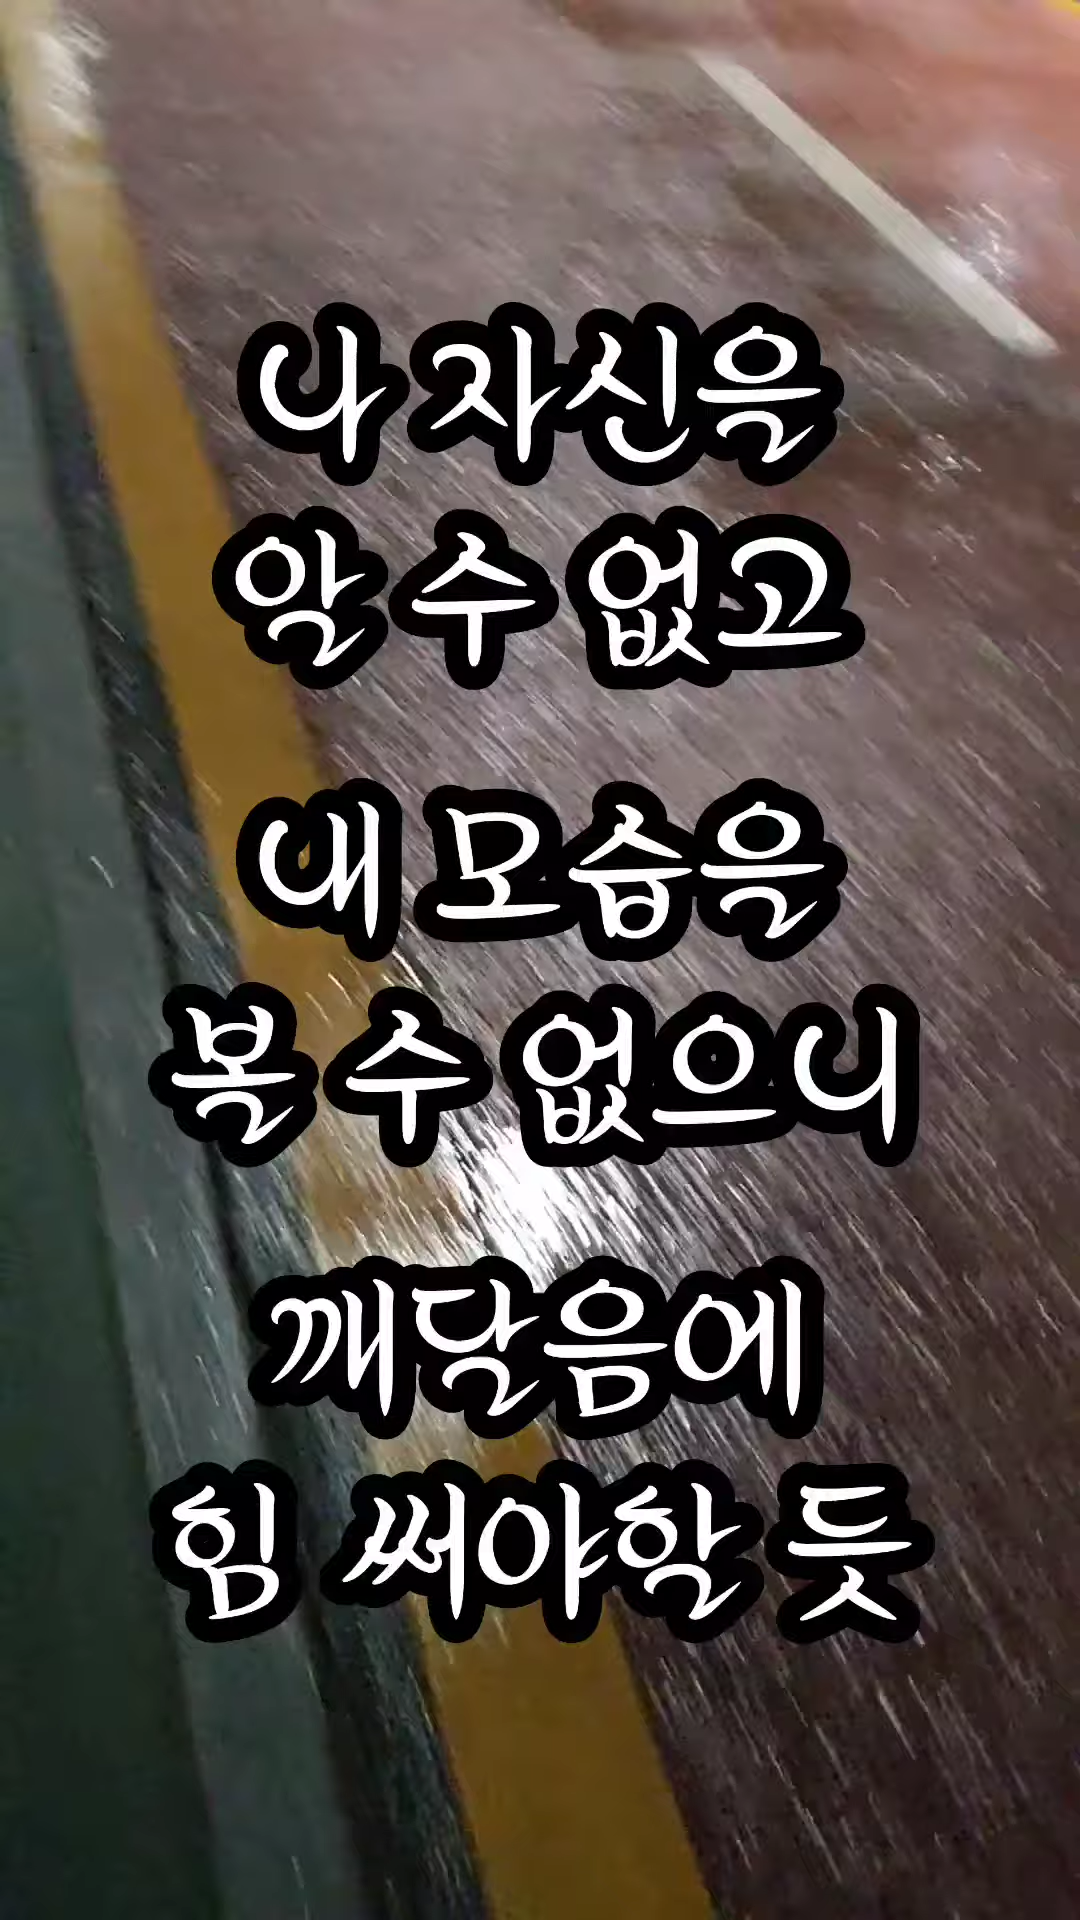 나 자신을
알 수 없고
내 모습을
볼 수 없으니
깨달음에
힘 써야할 듯